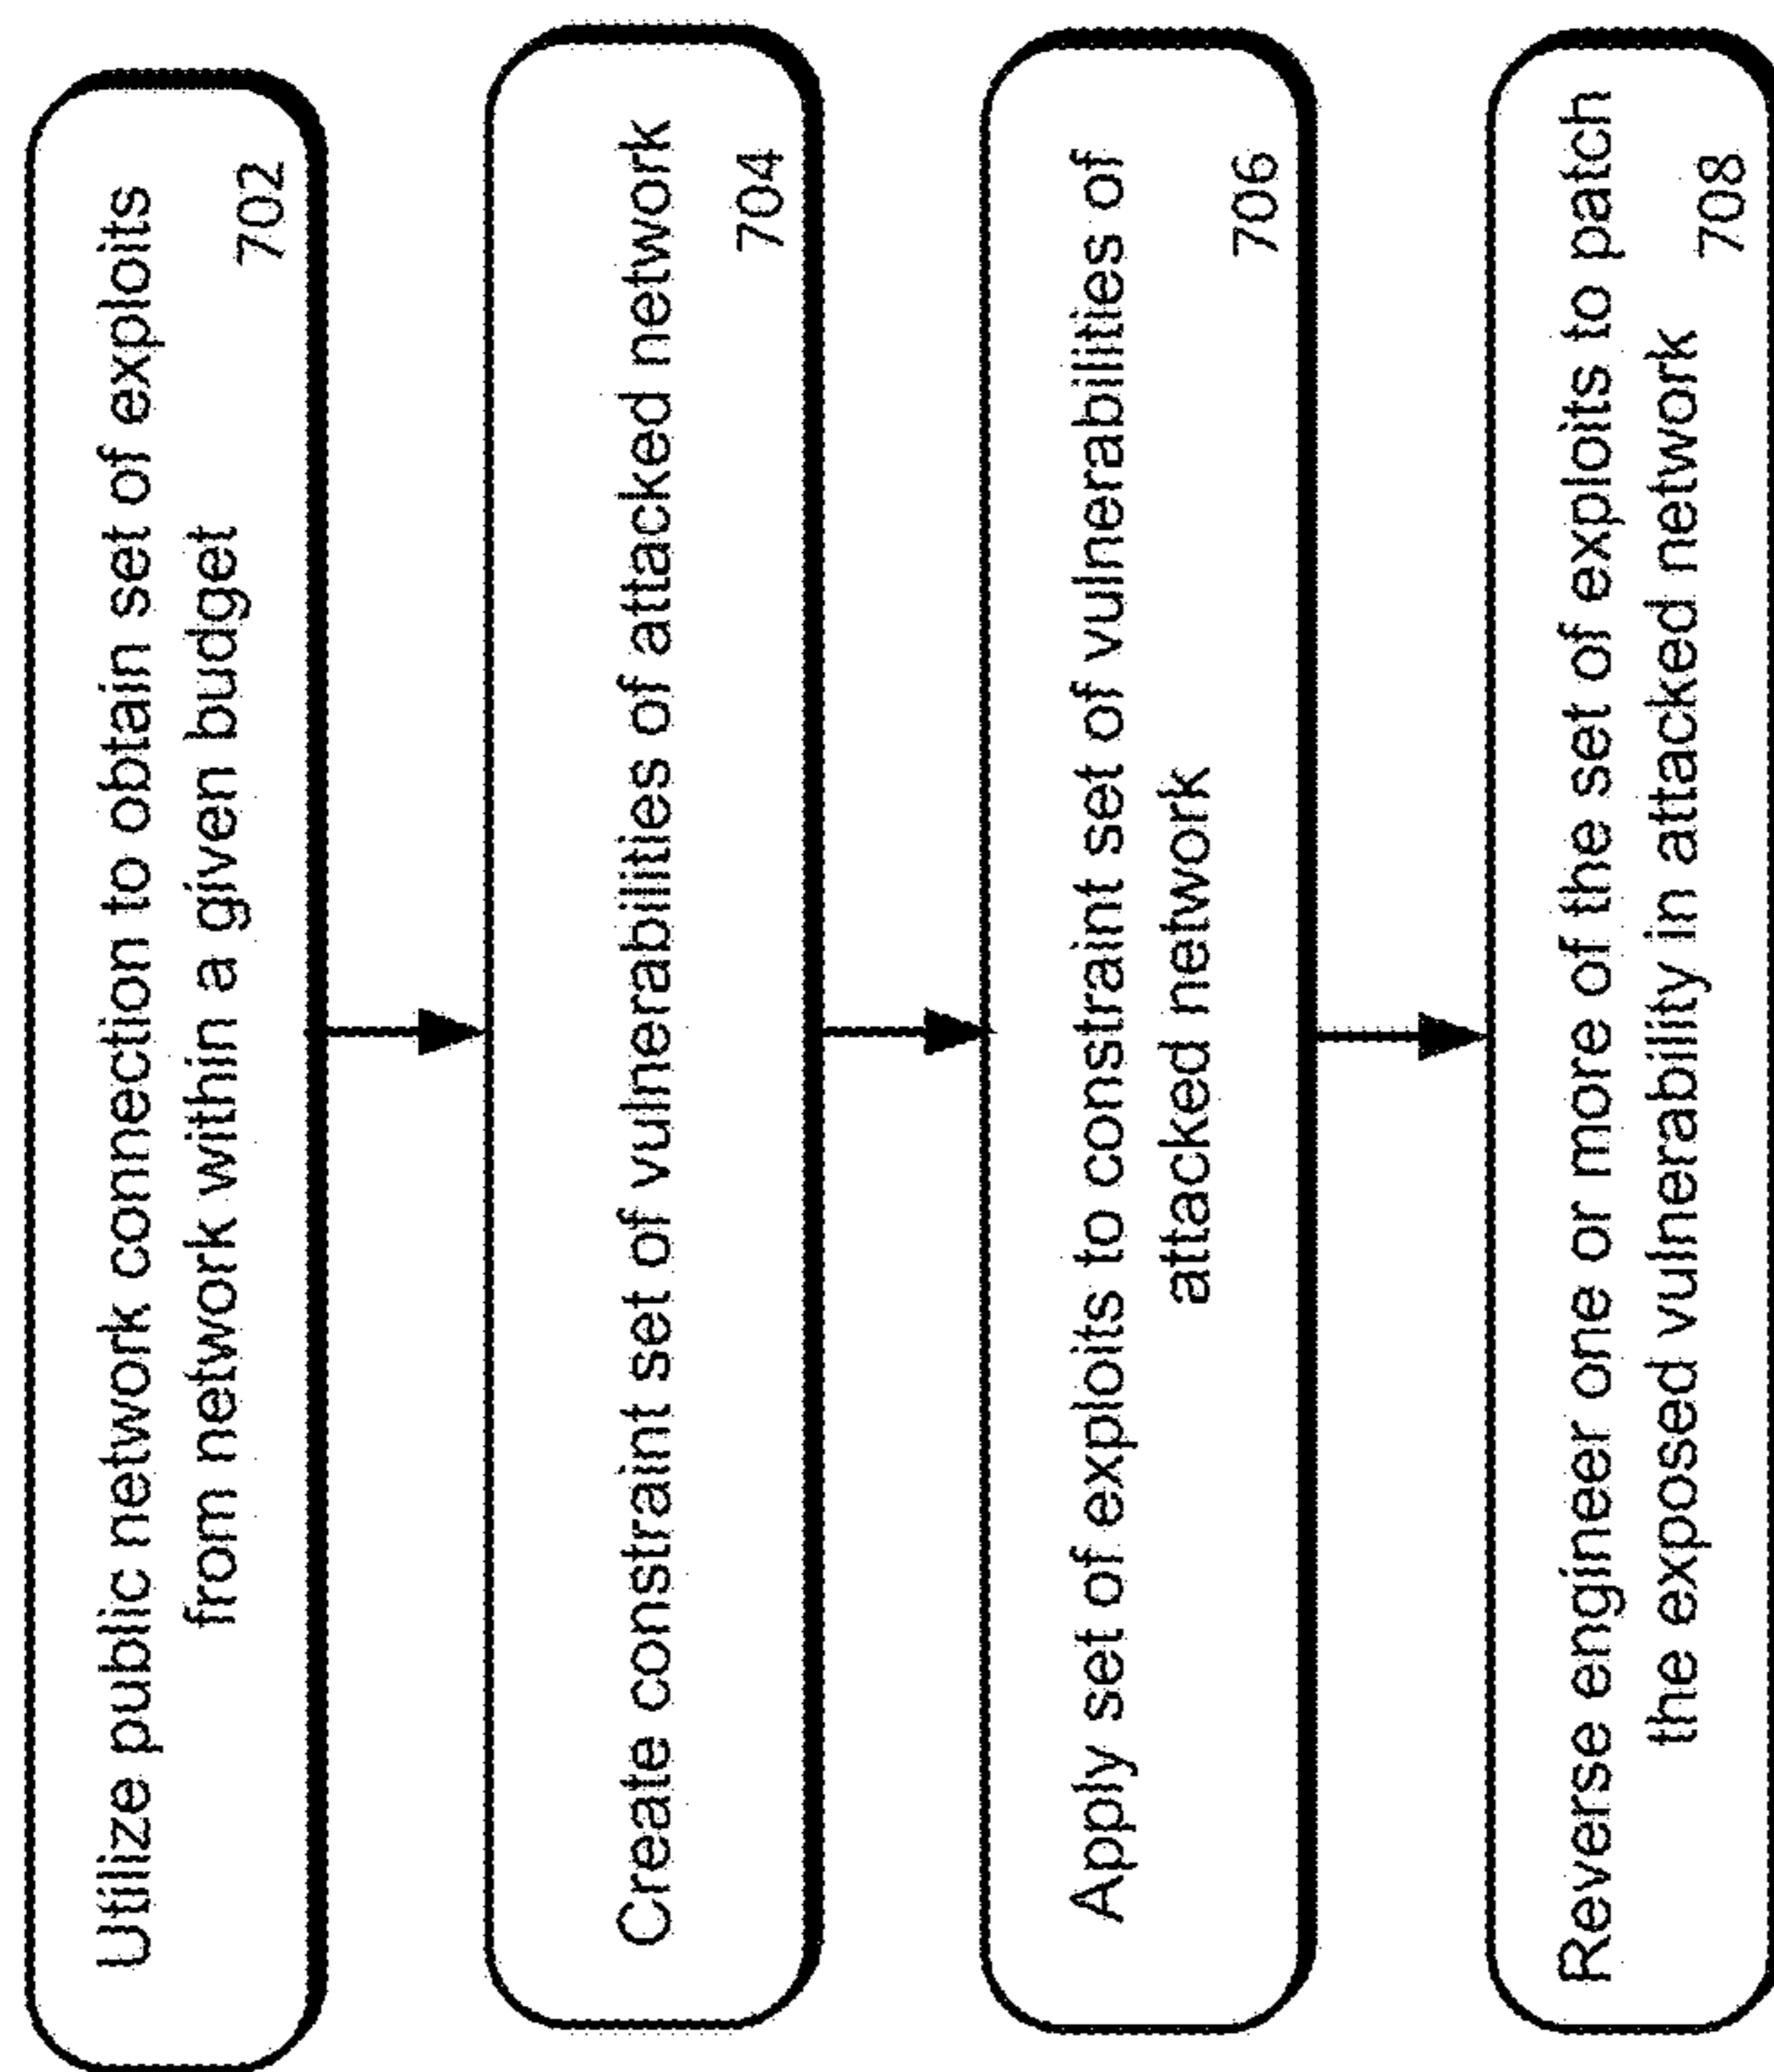 Utilize public network connection to obtain set of exploits
from network within a given budget
702
Create constraint set of vulnerabilities of attacked network
704
Apply set of exploits to constraint set of vulnerabilities of
attacked network
706
Reverse engineer one or more of the set of exploits to patch
the exposed vulnerability in attacked network
708